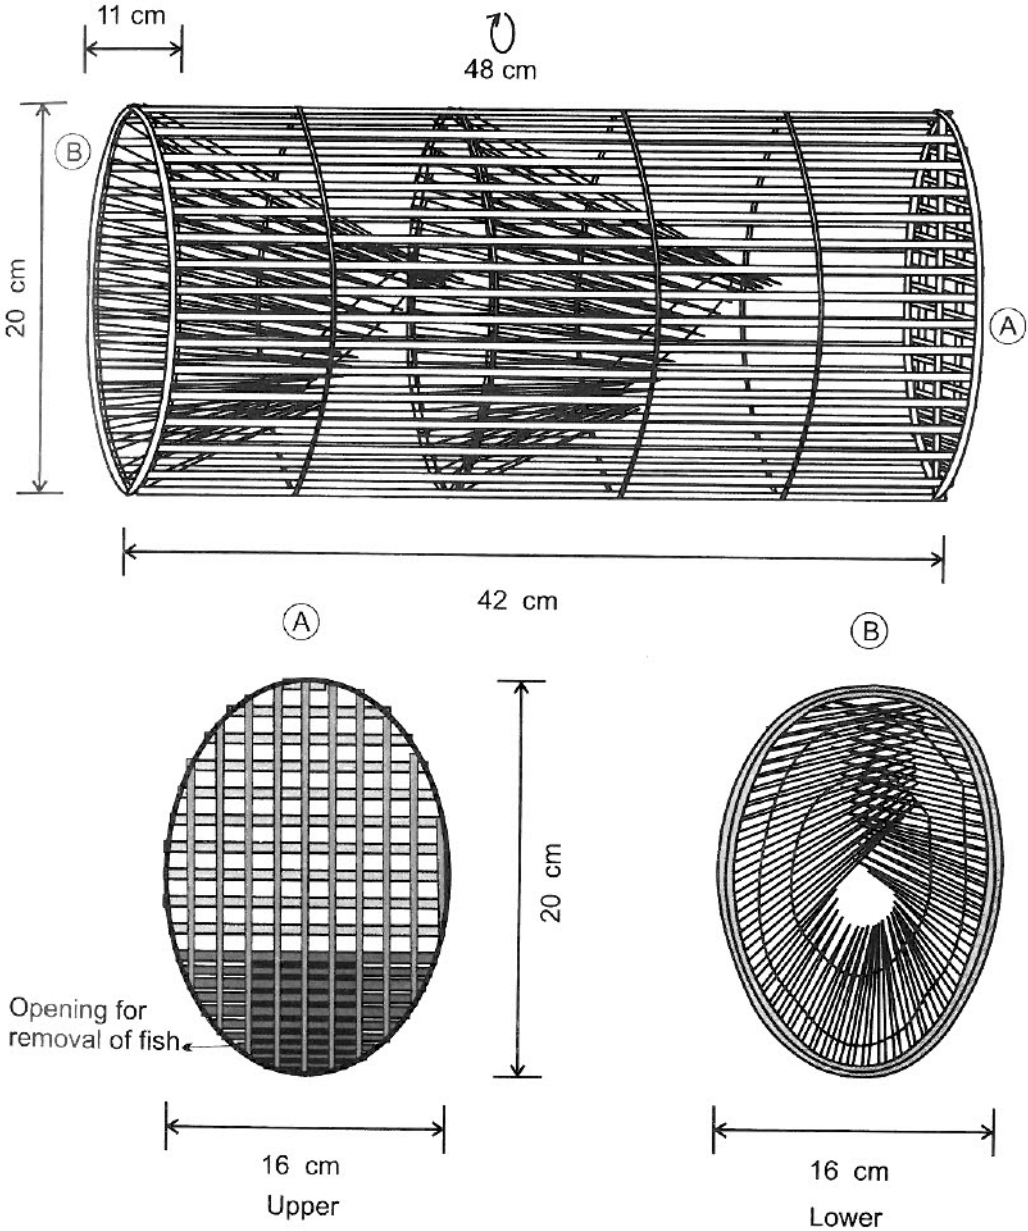 11 cm
48 cm
B
20 cm
A
42 cm
A
B
20 cm
Opening for
removal of fish
16 cm
16 cm
Upper
Lower